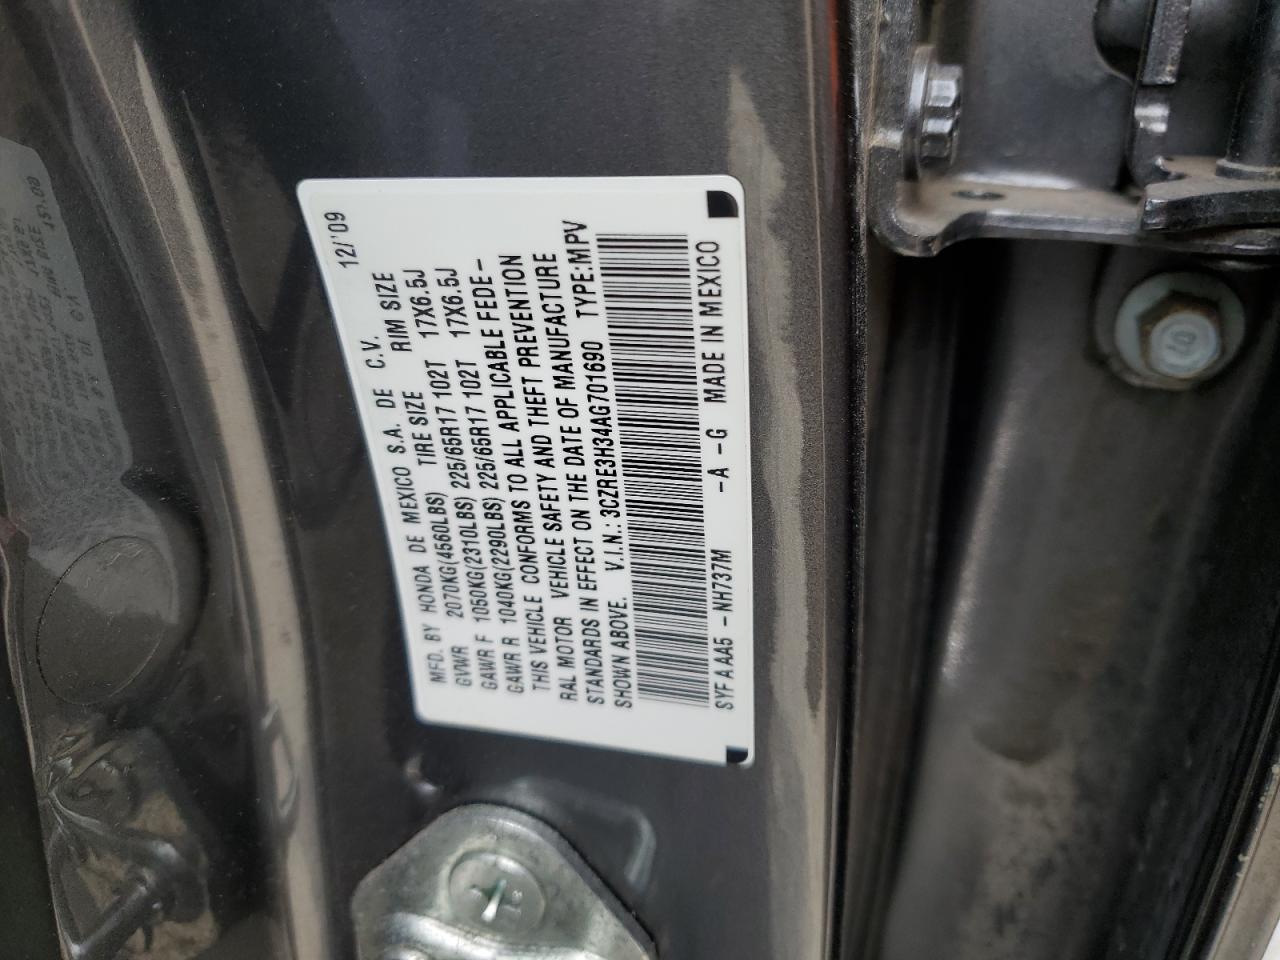 MFD. BY HONDA DE MEXICO S.A. DE C.V. 12/'09
GVWR 2070KG(4560LBS) TIRE SIZE RIM SIZE
GAWR F 1050KG(2310LBS) 225/65R17 102T 17X6.5J
GAWR R 1040KG(2290LBS) 225/65R17 102T 17X6.5J
THIS VEHICLE CONFORMS TO ALL APPLICABLE FEDE-
RAL MOTOR VEHICLE SAFETY AND THEFT PREVENTION
STANDARDS IN EFFECT ON THE DATE OF MANUFACTURE
SHOWN ABOVE. V.I.N.: 3CZRE3H34AG701690 TYPE:MPV
SYF A AA5 -NH737M -A -G MADE IN MEXICO